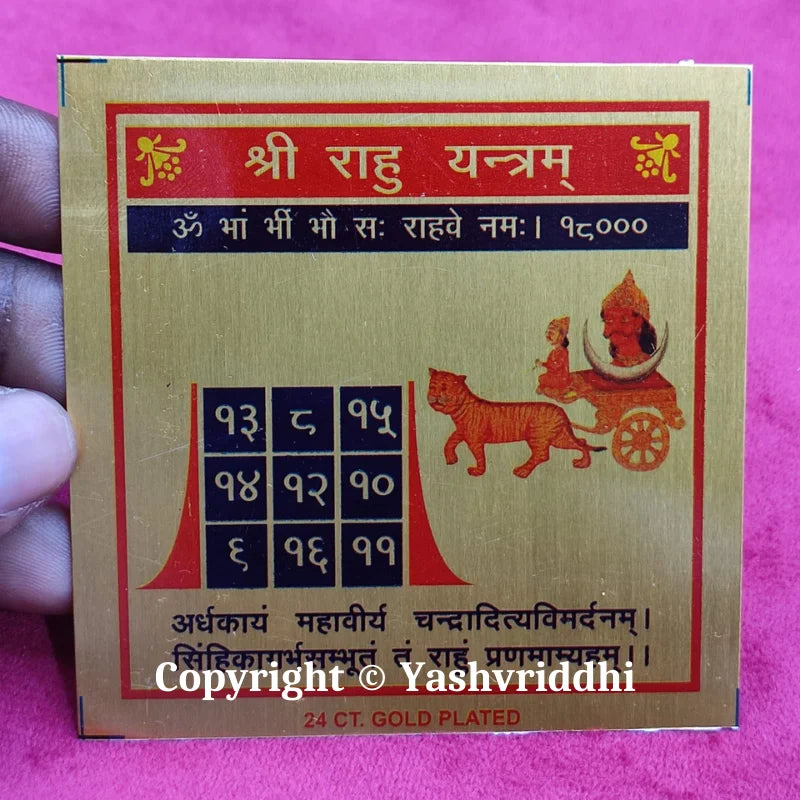 श्री राहु यन्त्रम्
ॐ भां भीं भौ सः राहवे नमः। १८०००
१३ ८ १५
१४ १२ १०
९ १६ ११
अर्धकायं महावीर्य चन्द्रादित्यविमर्दनम्।
सिंहिकागर्भसम्भूतं तं राहुं प्रणमाम्यहम्।।
Copyright © Yashvriddhi
24 CT. GOLD PLATED